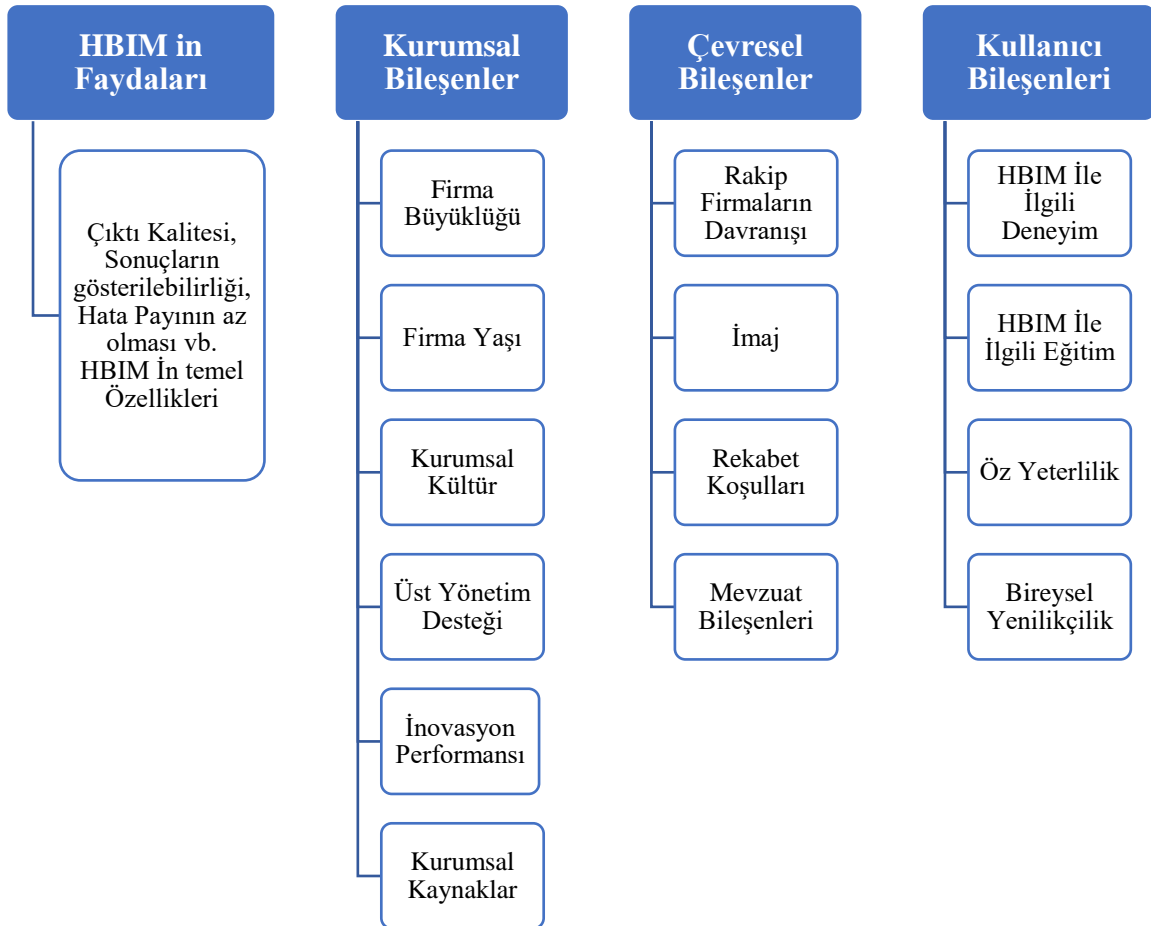 HBIM in
Faydaları
Çıktı Kalitesi,
Sonuçların
gösterilebilirliği,
Hata Payının az
olması vb.
HBIM İn temel
Özellikleri
Kurumsal
Bileşenler
Firma
Büyüklüğü
Firma Yaşı
Kurumsal
Kültür
Üst Yönetim
Desteği
İnovasyon
Performansı
Kurumsal
Kaynaklar
Çevresel
Bileşenler
Rakip
Firmaların
Davranışı
İmaj
Rekabet
Koşulları
Mevzuat
Bileşenleri
Kullanıcı
Bileşenleri
HBIM İle
İlgili
Deneyim
HBIM İle
İlgili Eğitim
Öz Yeterlilik
Bireysel
Yenilikçilik